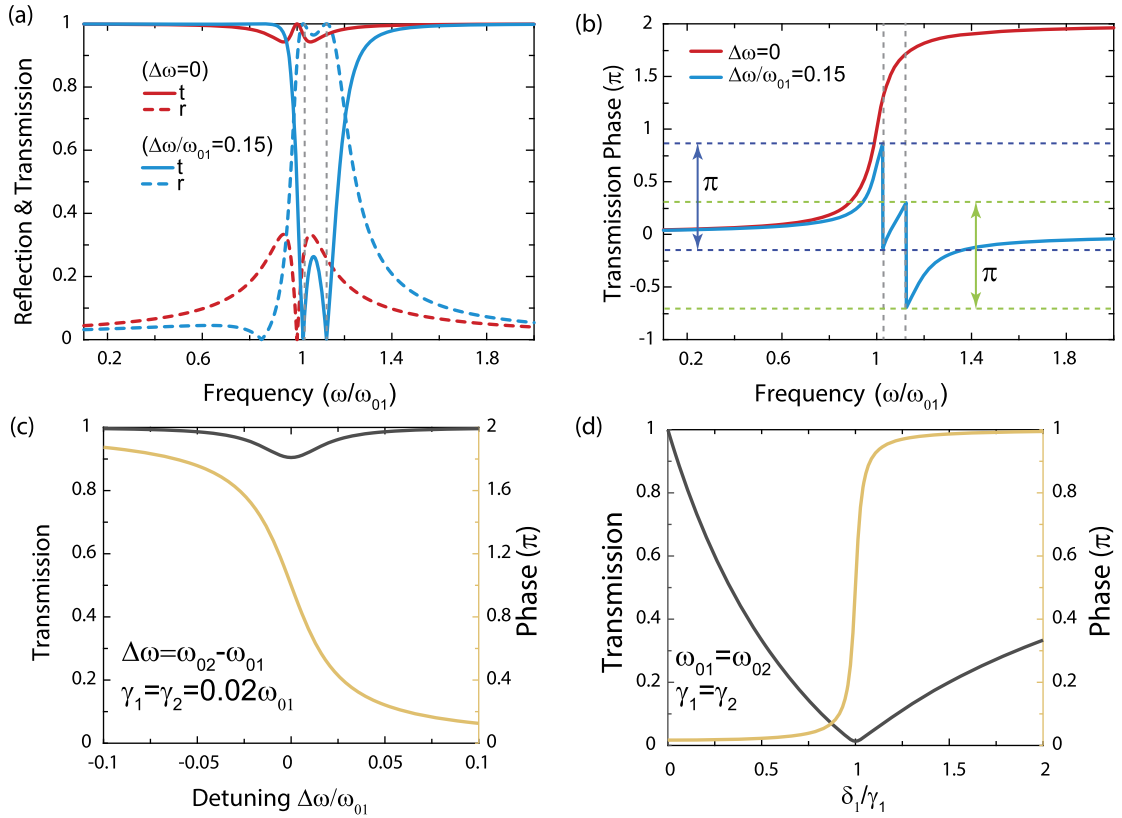 (a)
1
0.8
0.6
0.4
0.2
0
Reflection & Transmission
(Δω=0)
t
r
(Δω/ω₀₁=0.15)
t
r
0.2
0.6
1
1.4
1.8
Frequency (ω/ω₀₁)
(b)
2
1.5
1
0.5
0
-0.5
-1
Transmission Phase (π)
Δω=0
Δω/ω₀₁=0.15
π
π
0.2
0.6
1
1.4
1.8
Frequency (ω/ω₀₁)
(c)
1
0.8
0.6
0.4
0.2
0
Transmission
2
1.6
1.2
0.8
0.4
0
Phase (π)
Δω=ω₀₂-ω₀₁
γ₁=γ₂=0.02ω₀₁
-0.1
-0.05
0
0.05
0.1
Detuning Δω/ω₀₁
(d)
1
0.8
0.6
0.4
0.2
0
Transmission
1
0.8
0.6
0.4
0.2
0
Phase (π)
ω₀₁=ω₀₂
γ₁=γ₂
0
0.5
1
1.5
2
δ₁/γ₁